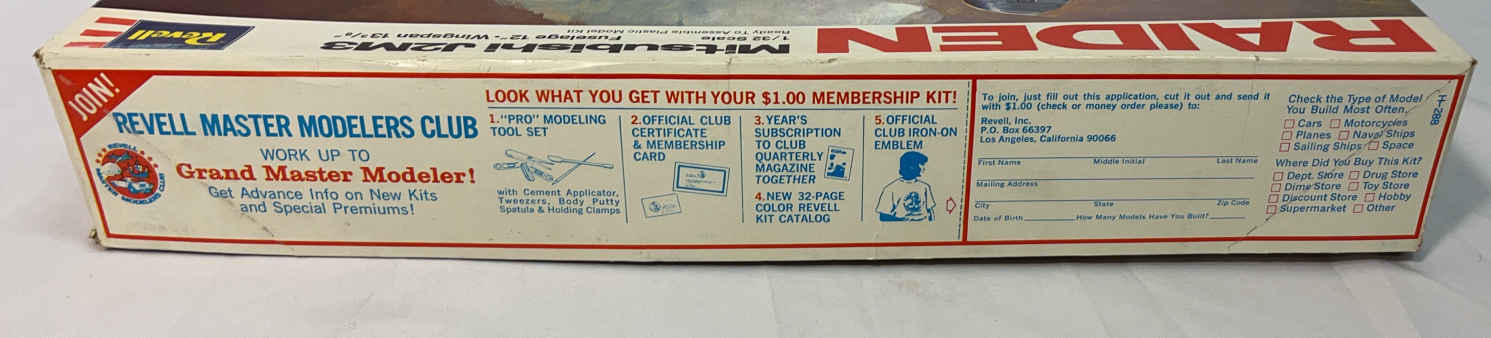 Revell
Mitsubishi J2M3
1/32 Scale Fuselage 12"- Wingspan 13 3/8"
Ready To Assemble Plastic Model Kit
RAIDEN
JOIN!
REVELL MASTER MODELERS CLUB
WORK UP TO
Grand Master Modeler!
Get Advance Info on New Kits
and Special Premiums!
REVELL
MASTER MODELERS CLUB
LOOK WHAT YOU GET WITH YOUR $1.00 MEMBERSHIP KIT!
1."PRO" MODELING
TOOL SET
with Cement Applicator,
Tweezers, Body Putty
Spatula & Holding Clamps
2.OFFICIAL CLUB
CERTIFICATE
& MEMBERSHIP
CARD
3.YEAR'S
SUBSCRIPTION
TO CLUB
QUARTERLY
MAGAZINE
TOGETHER
4.NEW 32-PAGE
COLOR REVELL
KIT CATALOG
5.OFFICIAL
CLUB IRON-ON
EMBLEM
To join, just fill out this application, cut it out and send it
with $1.00 (check or money order please) to:
Revell, Inc.
P.O. Box 66397
Los Angeles, California 90066
First Name Middle Initial Last Name
Mailing Address
City State Zip Code
Date of Birth How Many Models Have You Built?
Check the Type of Model
You Build Most Often.
Cars Motorcycles
Planes Naval Ships
Sailing Ships Space
Where Did You Buy This Kit?
Dept. Store Drug Store
Dime Store Toy Store
Discount Store Hobby
Supermarket Other
H-288